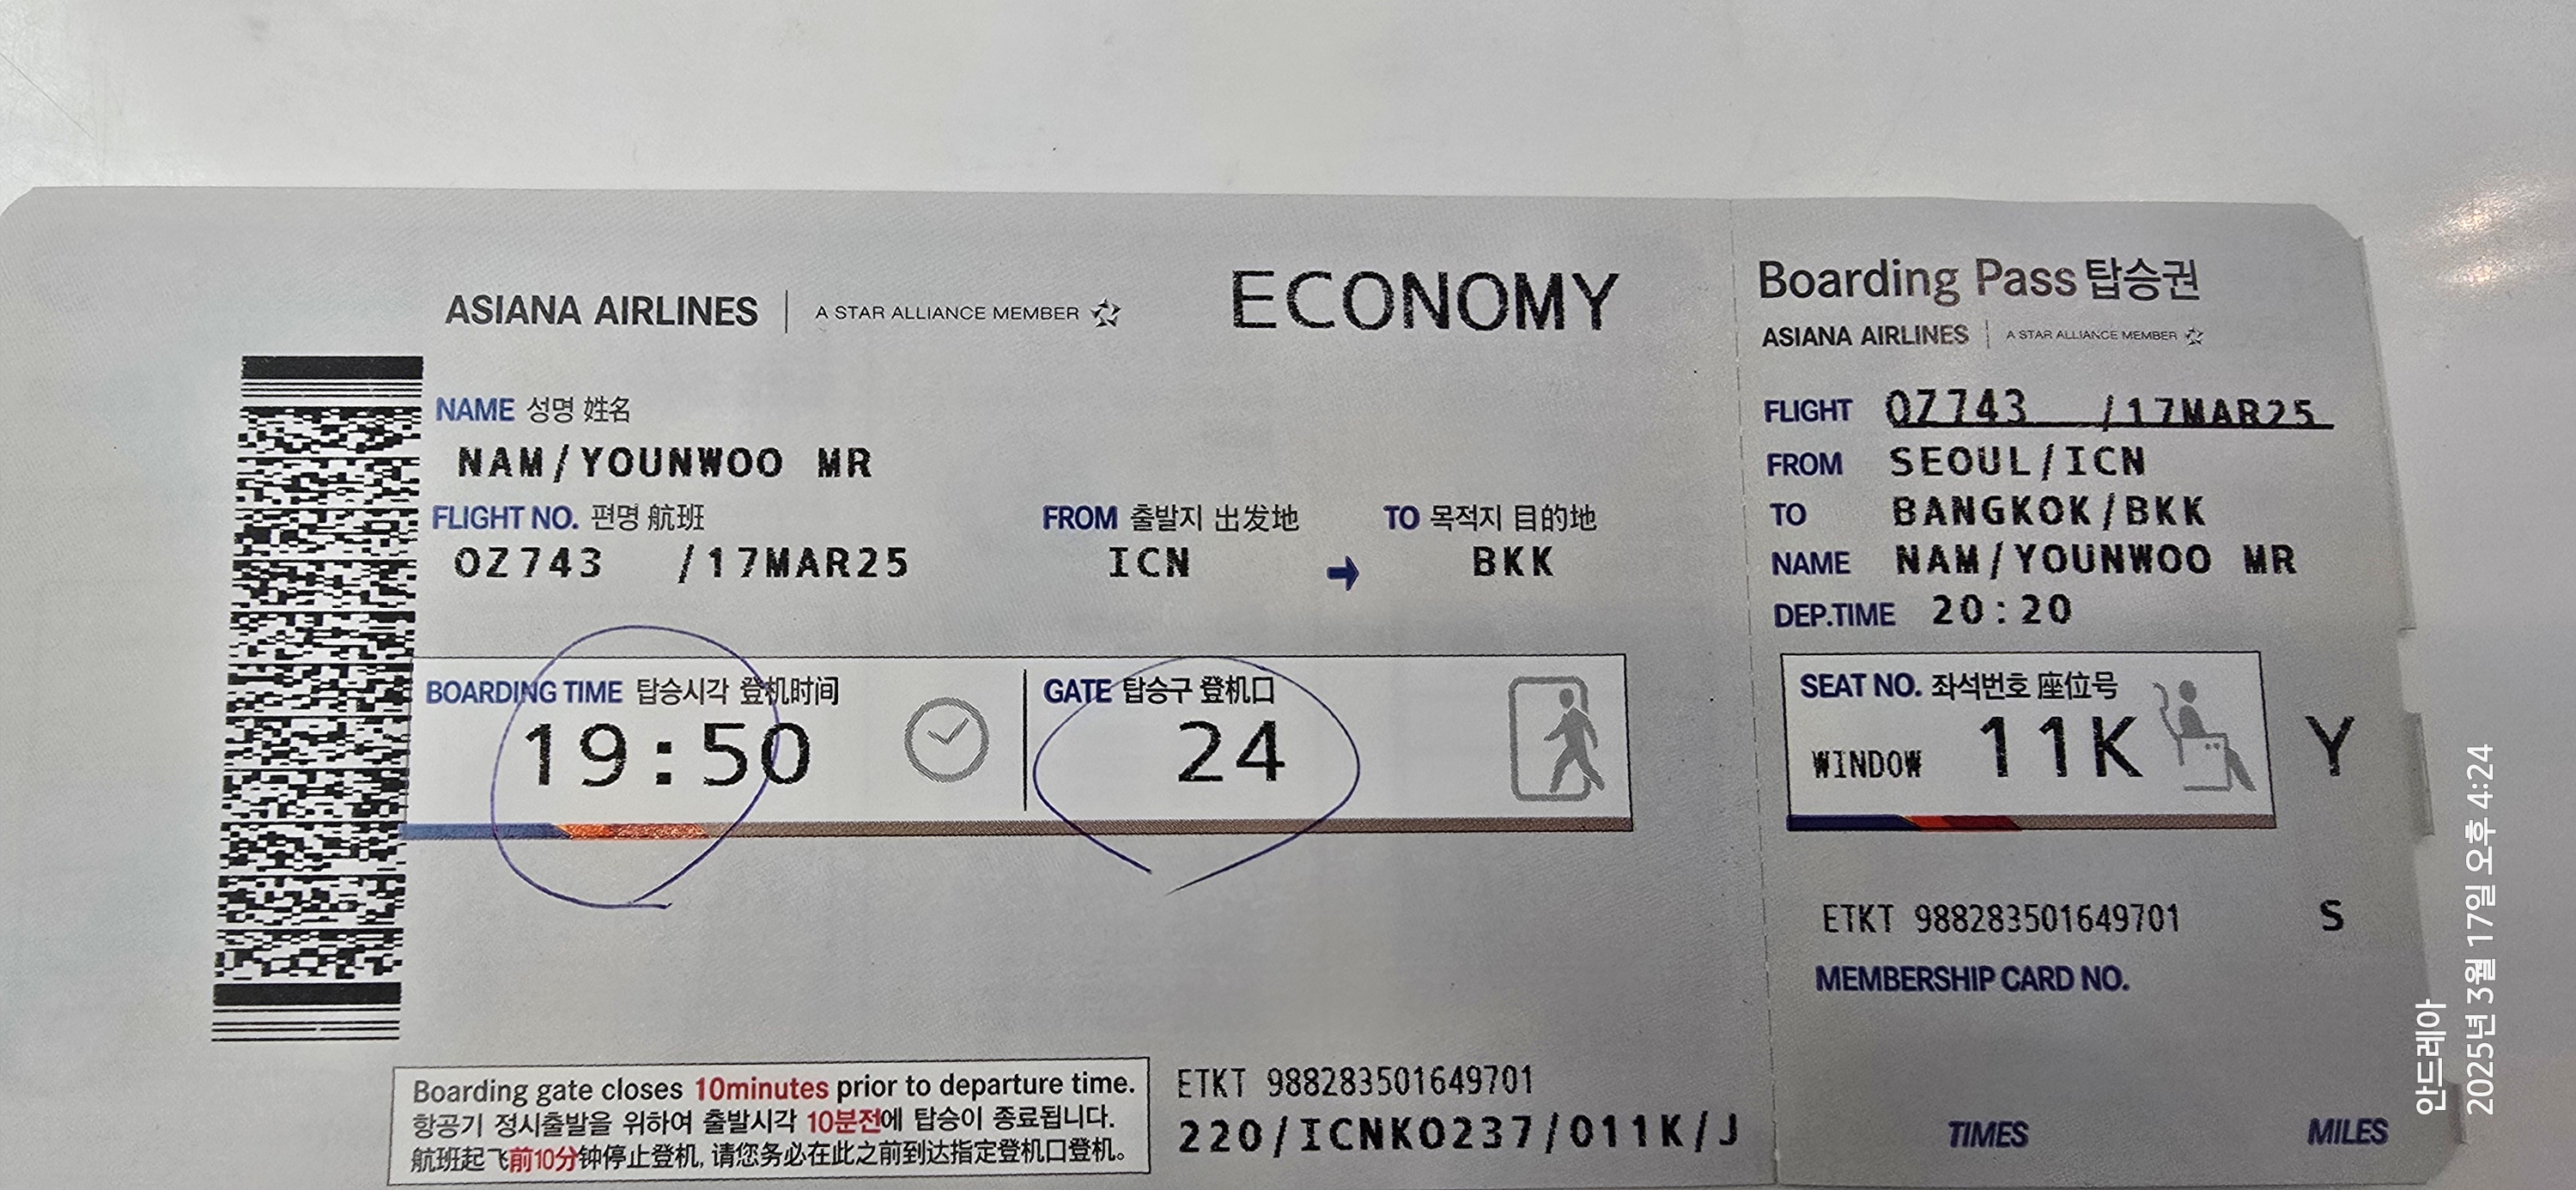 ASIANA AIRLINES | A STAR ALLIANCE MEMBER
ECONOMY
NAME 성명 姓名
NAM/YOUNWOO MR
FLIGHT NO. 편명 航班
OZ743 /17MAR25
FROM 출발지 出发地
ICN
TO 목적지 目的地
BKK
BOARDING TIME 탑승시각 登机时间
19:50
GATE 탑승구 登机口
24
Boarding gate closes 10minutes prior to departure time.
항공기 정시출발을 위하여 출발시각 10분전에 탑승이 종료됩니다.
航班起飞前10分钟停止登机, 请您务必在此之前到达指定登机口登机。
ETKT 988283501649701
220/ICNKO237/011K/J
Boarding Pass 탑승권
ASIANA AIRLINES | A STAR ALLIANCE MEMBER
FLIGHT OZ743 /17MAR25
FROM SEOUL/ICN
TO BANGKOK/BKK
NAME NAM/YOUNWOO MR
DEP.TIME 20:20
SEAT NO. 좌석번호 座位号
WINDOW 11K
Y
ETKT 988283501649701 S
MEMBERSHIP CARD NO.
TIMES MILES
안드레아
2025년 3월 17일 오후 4:24